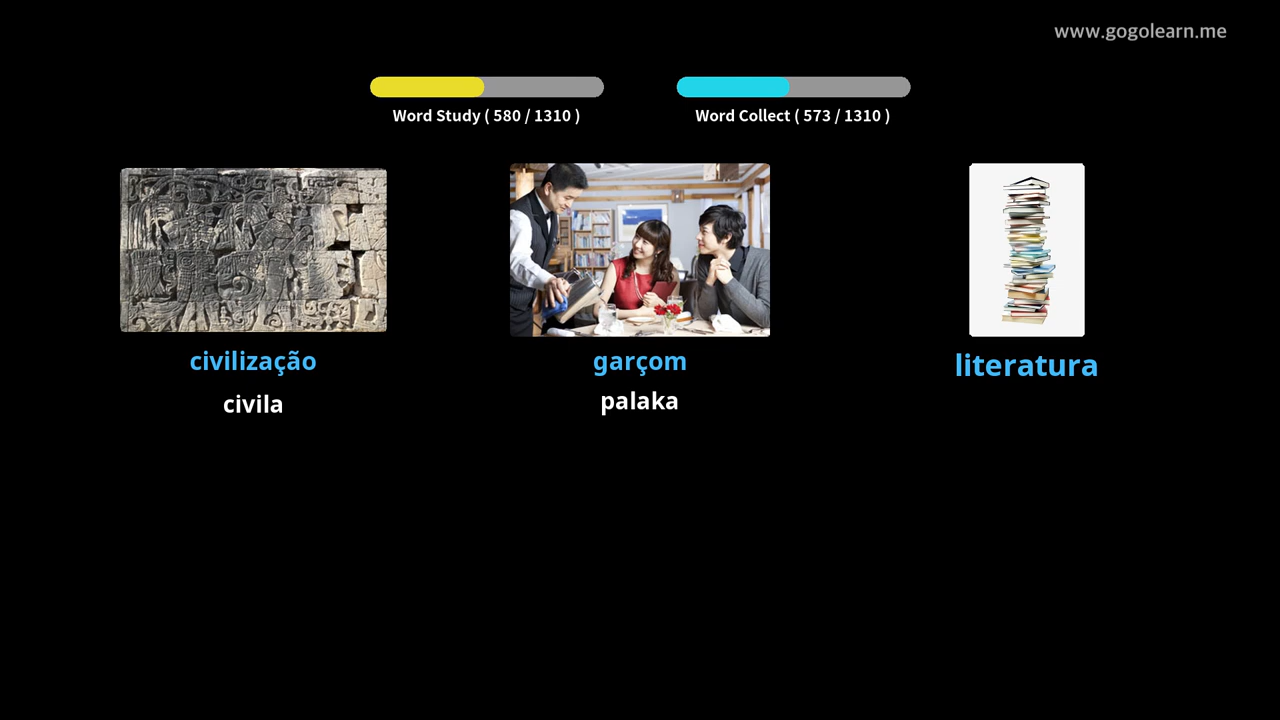 www.gogolearn.me
Word Study ( 580 / 1310 )
Word Collect ( 573 / 1310 )
civilização
civila
garçom
palaka
literatura